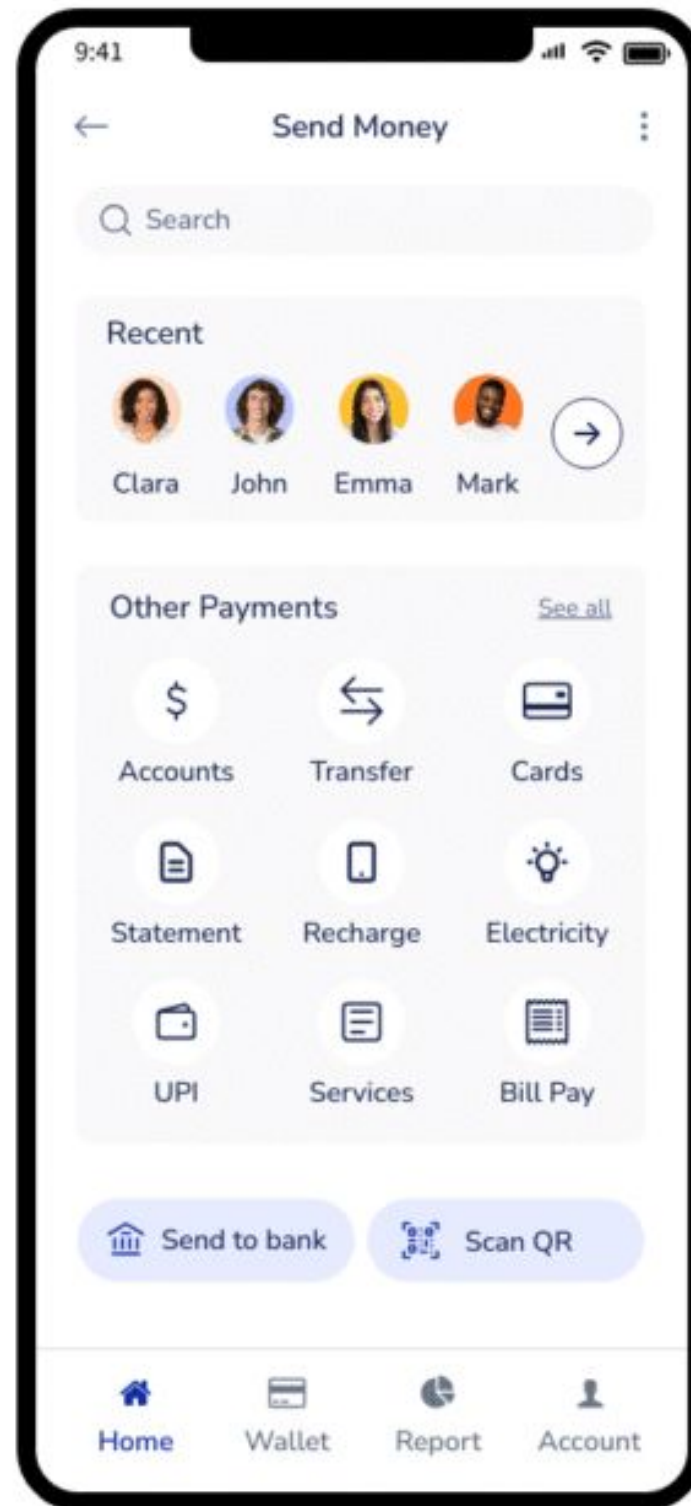 9:41
Send Money
Search
Recent
Clara John Emma Mark
Other Payments See all
$
Accounts Transfer Cards
Statement Recharge Electricity
UPI Services Bill Pay
Send to bank Scan QR
Home Wallet Report Account